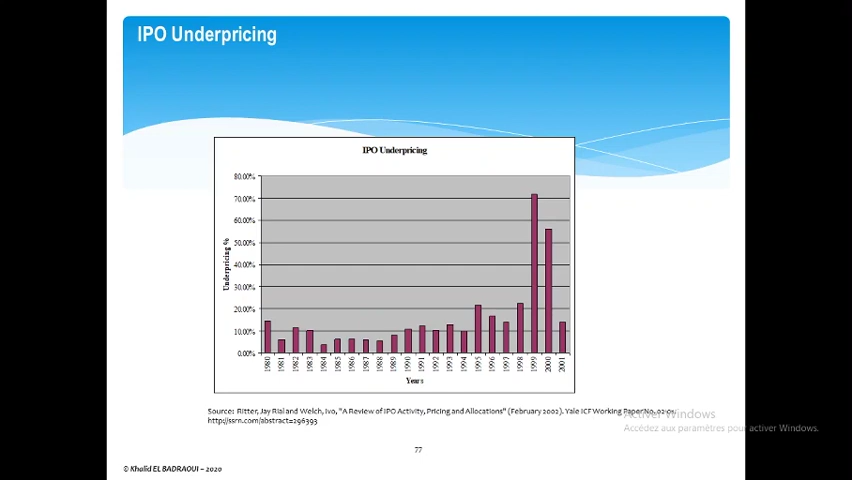 IPO Underpricing
IPO Underpricing
80.00%
70.00%
60.00%
50.00%
40.00%
30.00%
20.00%
10.00%
0.00%
Underpricing %
1980 1981 1982 1983 1984 1985 1986 1987 1988 1989 1990 1991 1992 1993 1994 1995 1996 1997 1998 1999 2000 2001
Years
Source: Ritter, Jay R. and Welch, Ivo, "A Review of IPO Activity, Pricing and Allocations" (February 2002). Yale ICF Working Paper No. 02-01.
http://ssrn.com/abstract=296393
Activer Windows
Accédez aux paramètres pour activer Windows.
77
© Khalid EL BADRAOUI – 2020